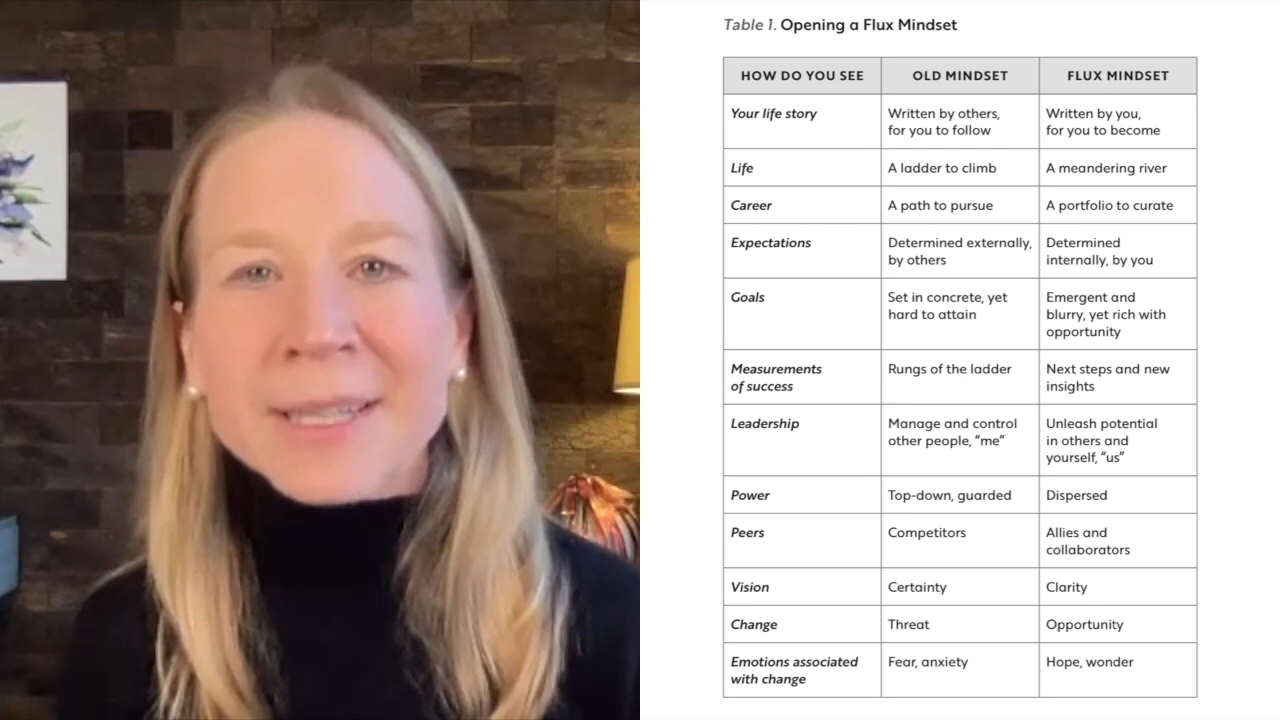 Table 1. Opening a Flux Mindset
HOW DO YOU SEE OLD MINDSET FLUX MINDSET
Your life story
Written by others,
for you to follow
Written by you,
for you to become
Life
A ladder to climb
A meandering river
Career
A path to pursue
A portfolio to curate
Expectations
Determined externally,
by others
Determined
internally, by you
Goals
Set in concrete, yet
hard to attain
Emergent and
blurry, yet rich with
opportunity
Measurements
of success
Rungs of the ladder
Next steps and new
insights
Leadership
Manage and control
other people, “me”
Unleash potential
in others and
yourself, “us”
Power
Top-down, guarded
Dispersed
Peers
Competitors
Allies and
collaborators
Vision
Certainty
Clarity
Change
Threat
Opportunity
Emotions associated
with change
Fear, anxiety
Hope, wonder